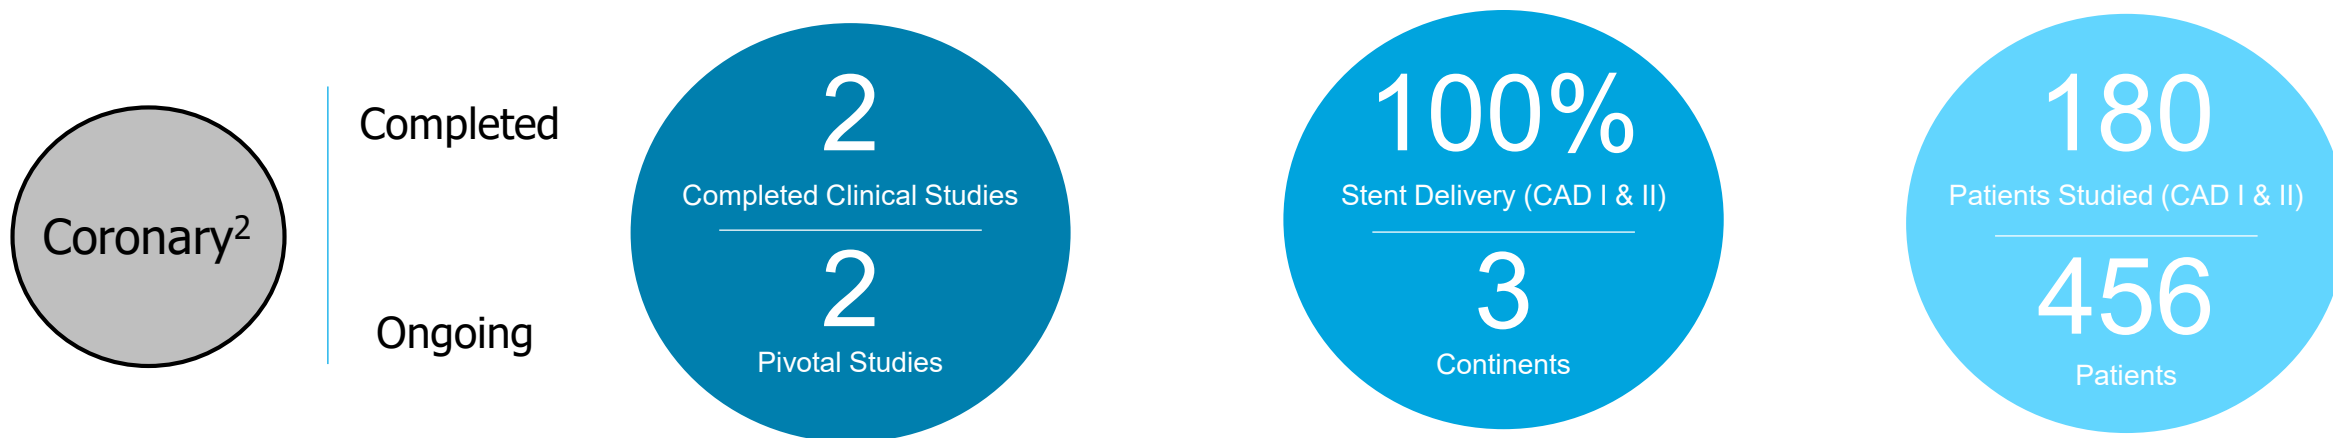 Coronary²
Completed
Ongoing
2
Completed Clinical Studies
2
Pivotal Studies
100%
Stent Delivery (CAD I & II)
3
Continents
180
Patients Studied (CAD I & II)
456
Patients